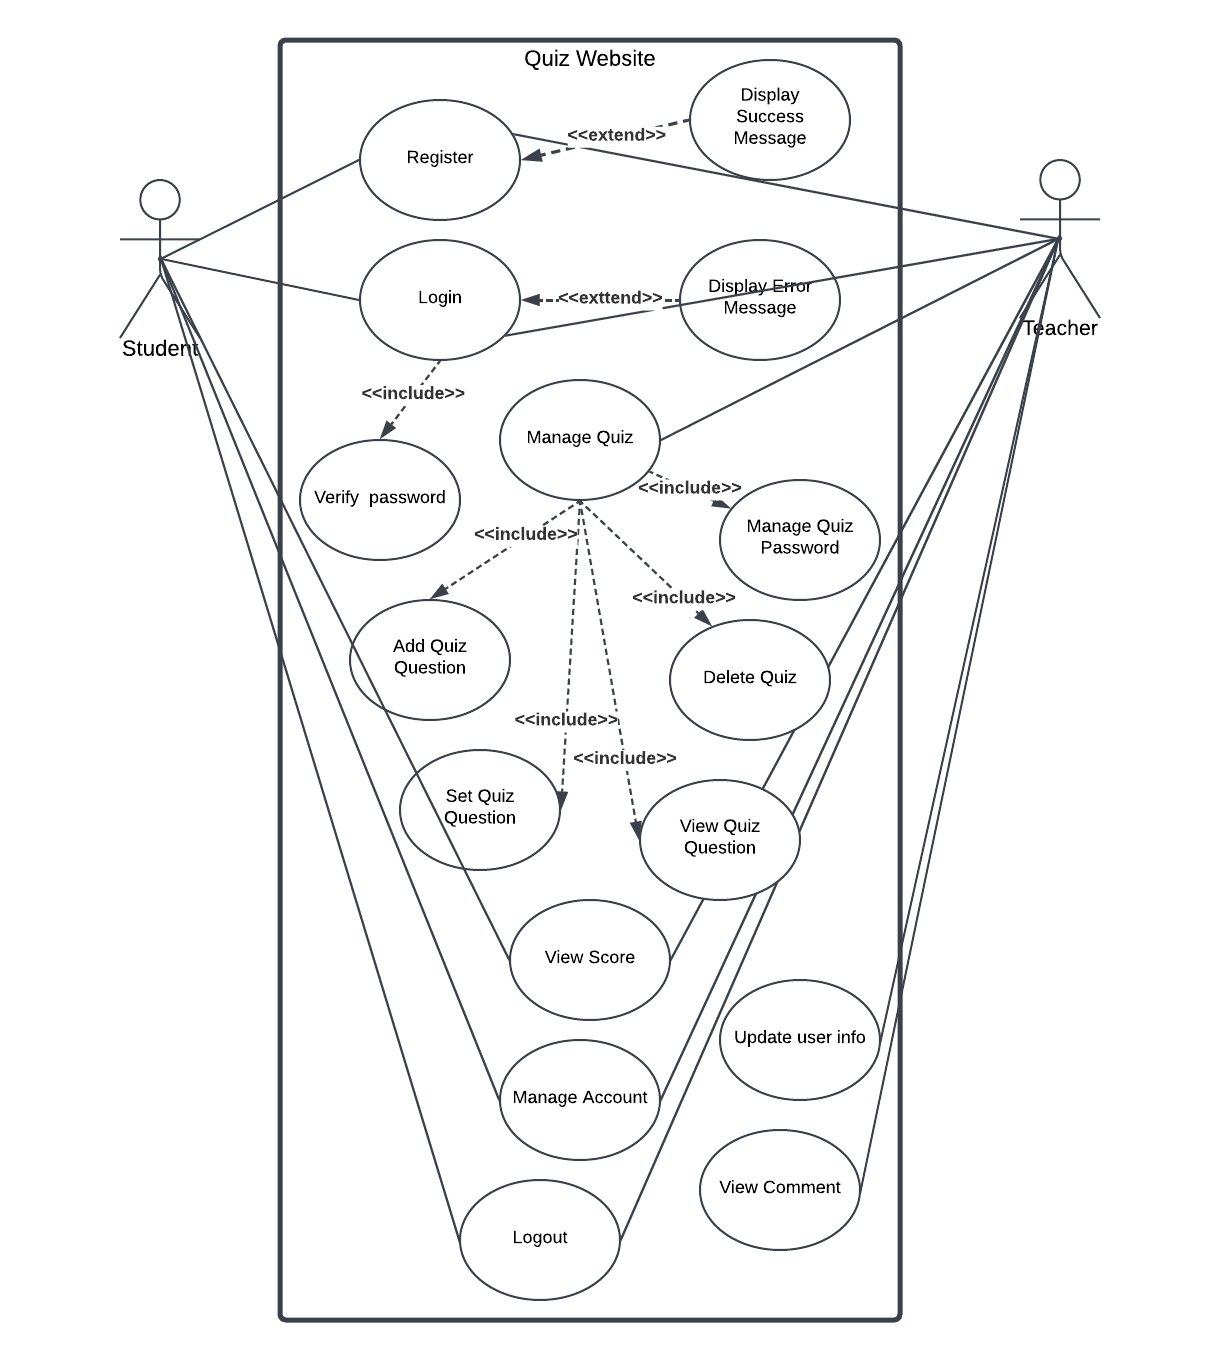 Quiz Website
Display
Success
Message
<<extend>>
Register
Login
<<exttend>>
Display Error
Message
Student
Teacher
<<include>>
Manage Quiz
<<include>>
Verify  password
<<include>>
Manage Quiz
Password
<<include>>
Add Quiz
Question
Delete Quiz
<<include>>
<<include>>
Set Quiz
Question
View Quiz
Question
View Score
Update user info
Manage Account
View Comment
Logout